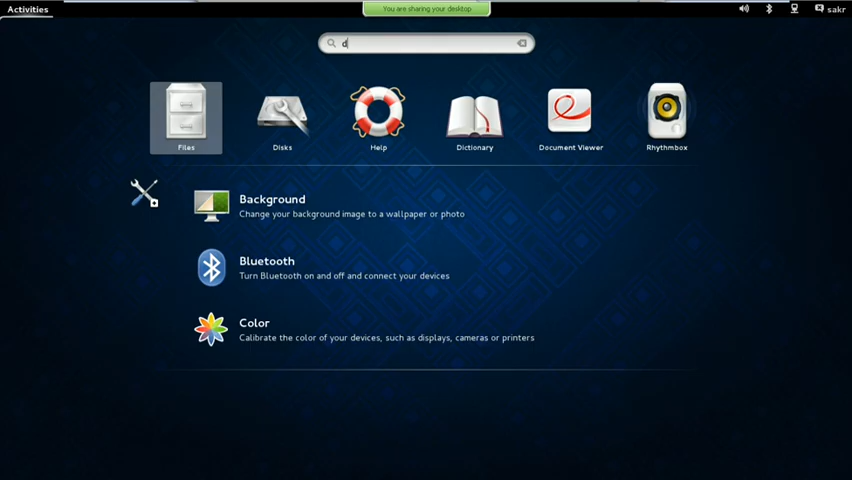 Activities
You are sharing your desktop
sakr
d
Files
Disks
Help
Dictionary
Document Viewer
Rhythmbox
Background
Change your background image to a wallpaper or photo
Bluetooth
Turn Bluetooth on and off and connect your devices
Color
Calibrate the color of your devices, such as displays, cameras or printers